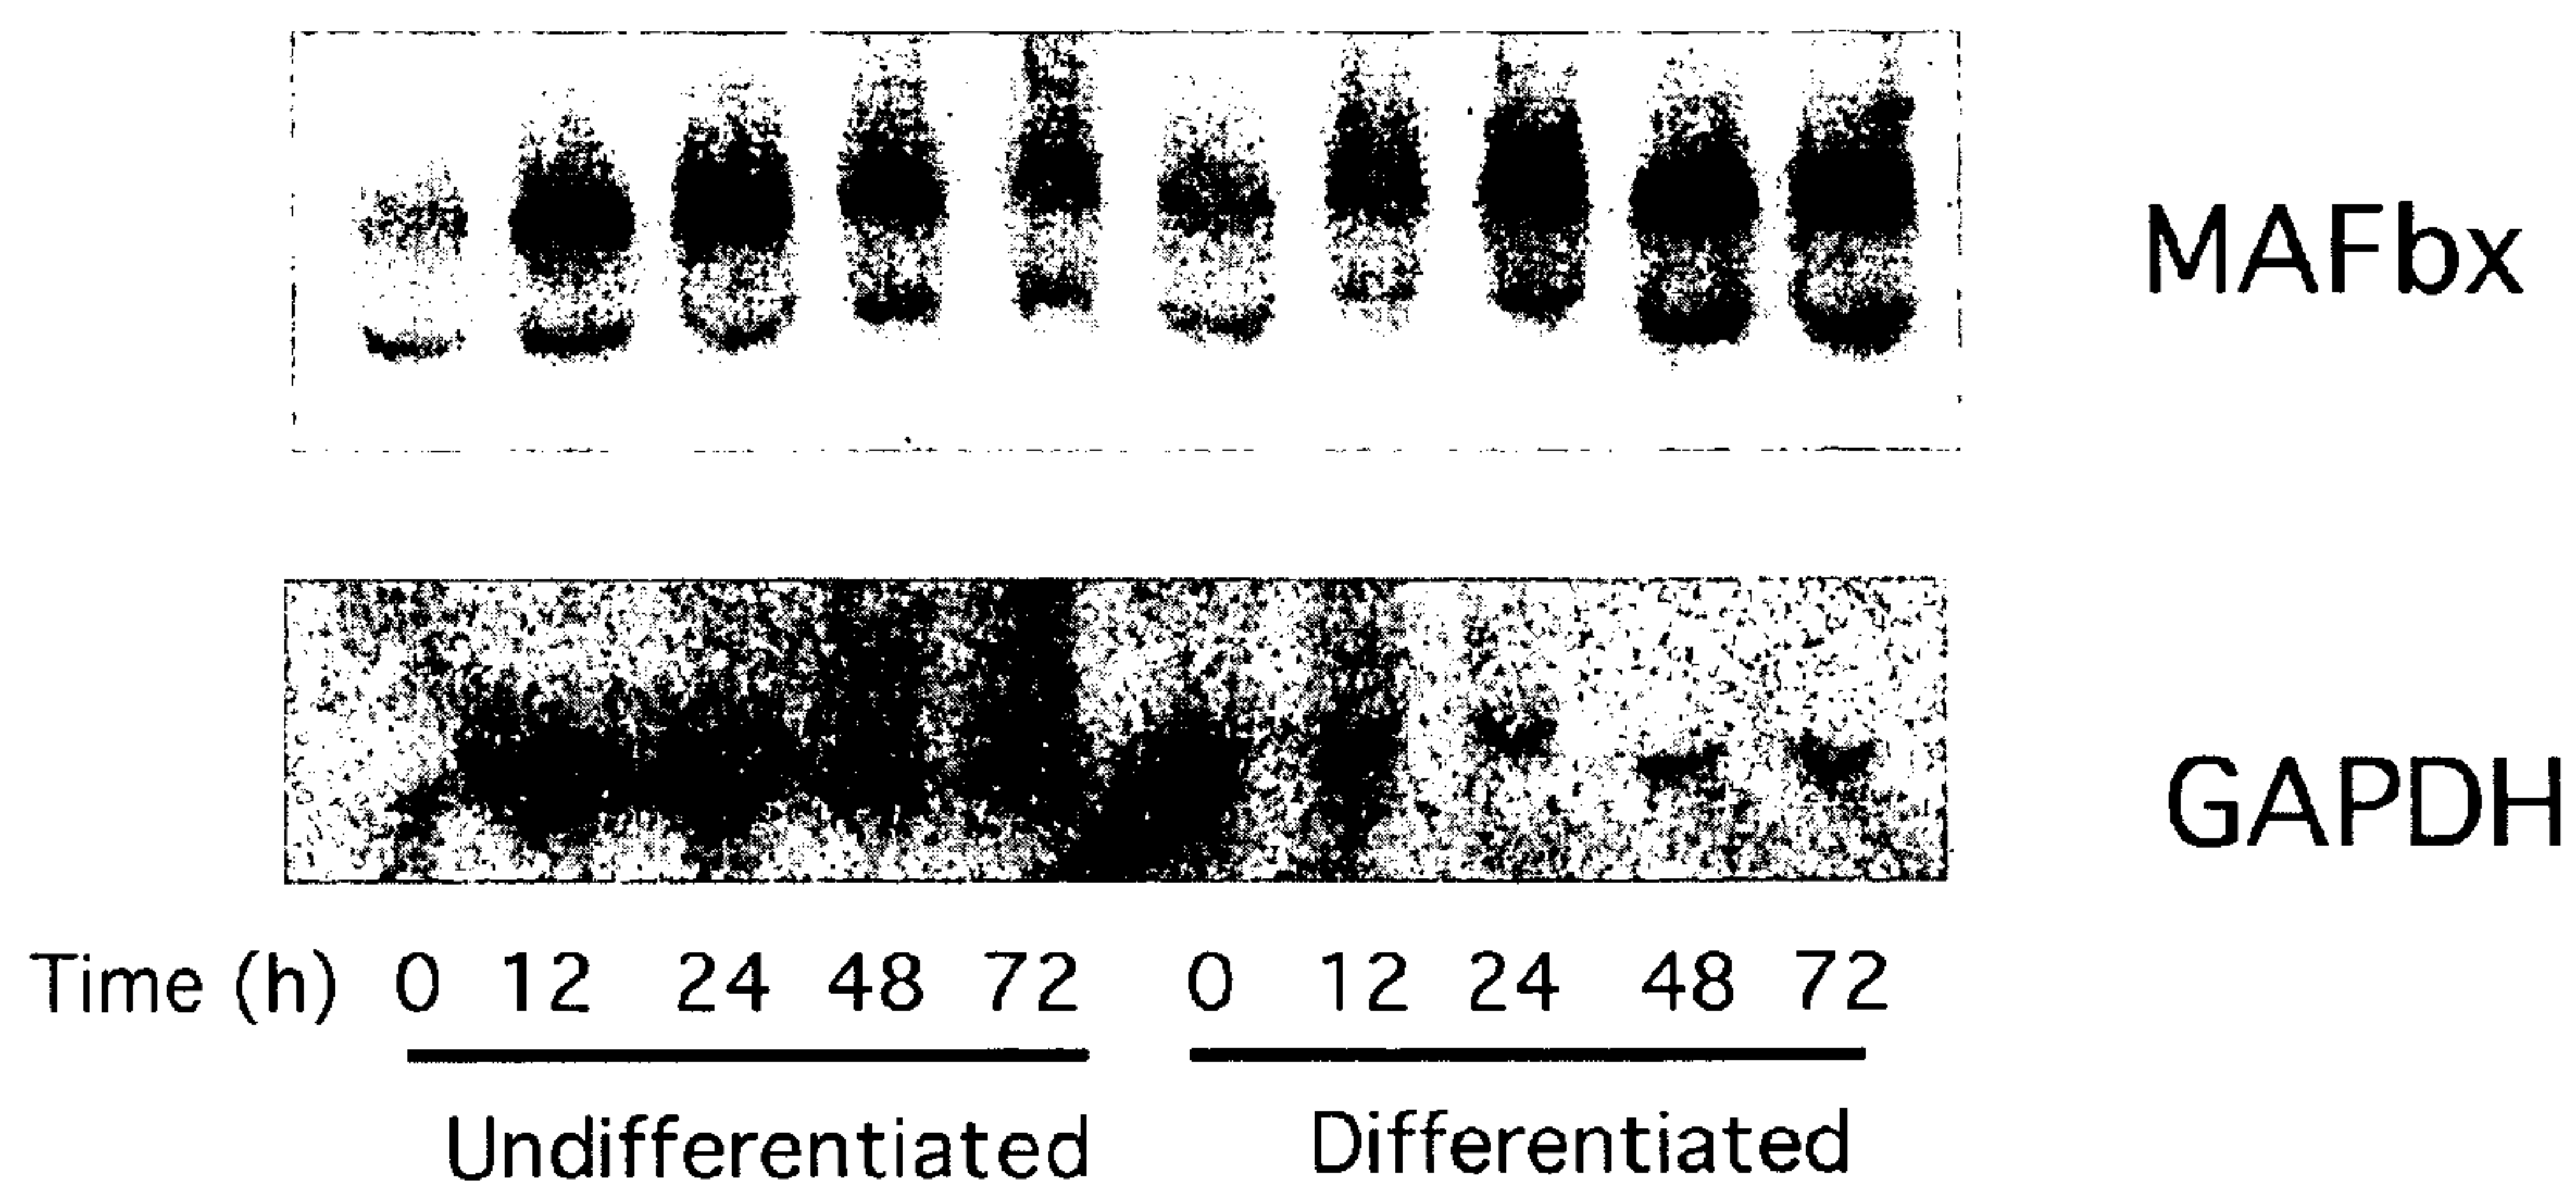 MAFbx
GAPDH
Time (h) 0 12 24 48 72 0 12 24 48 72
Undifferentiated Differentiated